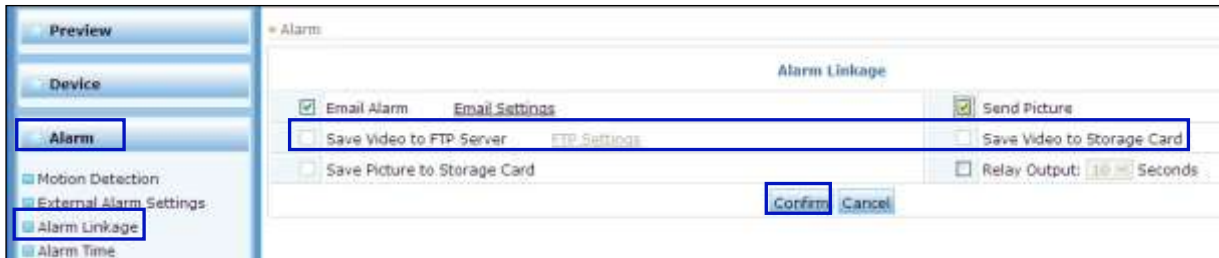 Preview
Device
Alarm
Motion Detection
External Alarm Settings
Alarm Linkage
Alarm Time
» Alarm
Alarm Linkage
Email Alarm Email Settings Send Picture
Save Video to FTP Server FTP Settings Save Video to Storage Card
Save Picture to Storage Card Relay Output: 10 Seconds
Confirm Cancel